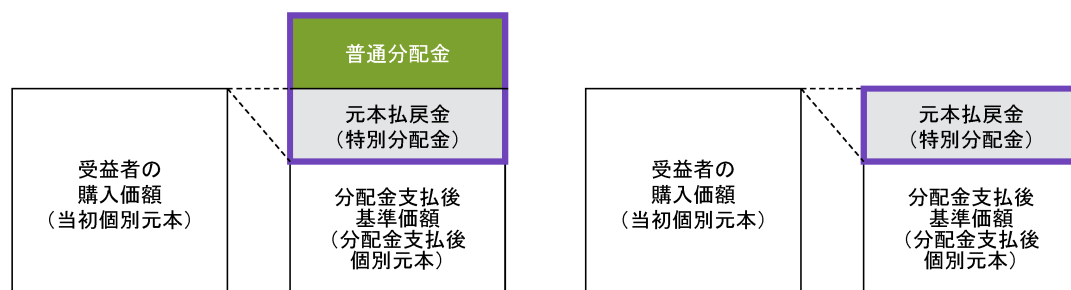 普通分配金
元本払戻金
（特別分配金）
受益者の
購入価額
（当初個別元本）
分配金支払後
基準価額
（分配金支払後
個別元本）
元本払戻金
（特別分配金）
受益者の
購入価額
（当初個別元本）
分配金支払後
基準価額
（分配金支払後
個別元本）